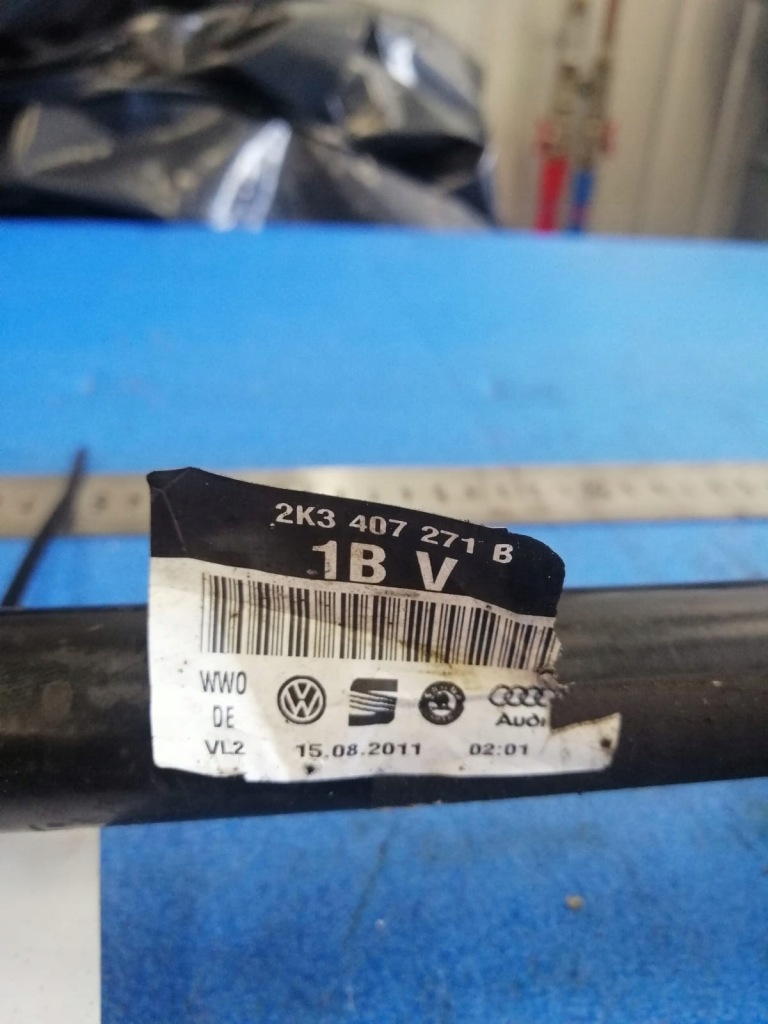 2K3 407 271 B
1B V
WWO
DE
Audi
VL2 15.08.2011 02:01